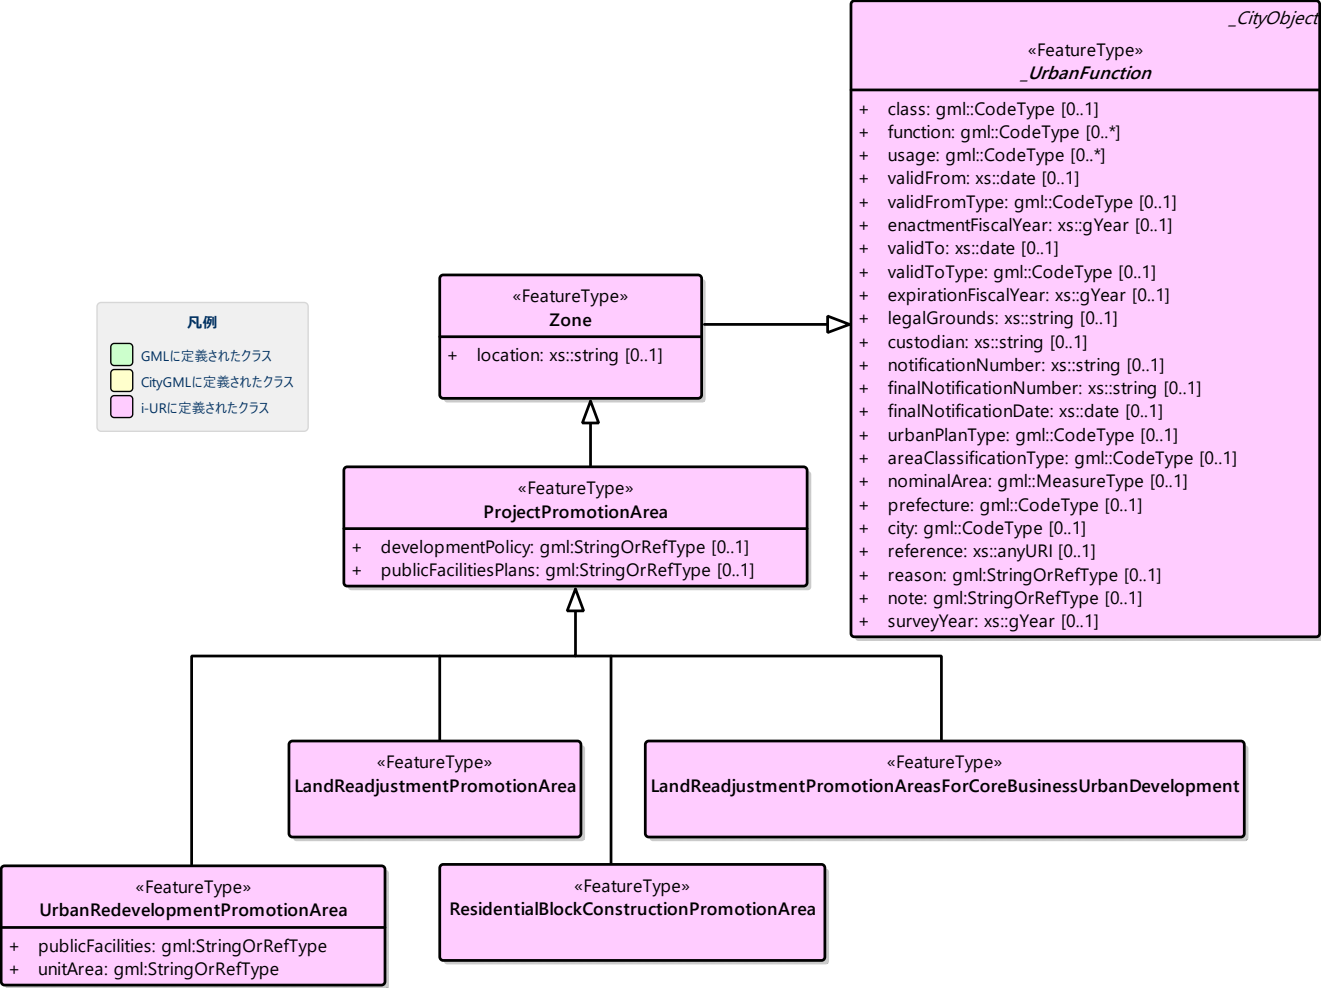 _CityObject
«FeatureType»
_UrbanFunction
+ class: gml::CodeType [0..1]
+ function: gml::CodeType [0..*]
+ usage: gml::CodeType [0..*]
+ validFrom: xs::date [0..1]
+ validFromType: gml::CodeType [0..1]
+ enactmentFiscalYear: xs::gYear [0..1]
+ validTo: xs::date [0..1]
+ validToType: gml::CodeType [0..1]
+ expirationFiscalYear: xs::gYear [0..1]
+ legalGrounds: xs::string [0..1]
+ custodian: xs::string [0..1]
+ notificationNumber: xs::string [0..1]
+ finalNotificationNumber: xs::string [0..1]
+ finalNotificationDate: xs::date [0..1]
+ urbanPlanType: gml::CodeType [0..1]
+ areaClassificationType: gml::CodeType [0..1]
+ nominalArea: gml::MeasureType [0..1]
+ prefecture: gml::CodeType [0..1]
+ city: gml::CodeType [0..1]
+ reference: xs::anyURI [0..1]
+ reason: gml:StringOrRefType [0..1]
+ note: gml:StringOrRefType [0..1]
+ surveyYear: xs::gYear [0..1]
«FeatureType»
Zone
+ location: xs::string [0..1]
凡例
GMLに定義されたクラス
CityGMLに定義されたクラス
i-URに定義されたクラス
«FeatureType»
ProjectPromotionArea
+ developmentPolicy: gml:StringOrRefType [0..1]
+ publicFacilitiesPlans: gml:StringOrRefType [0..1]
«FeatureType»
LandReadjustmentPromotionArea
«FeatureType»
LandReadjustmentPromotionAreasForCoreBusinessUrbanDevelopment
«FeatureType»
UrbanRedevelopmentPromotionArea
+ publicFacilities: gml:StringOrRefType
+ unitArea: gml:StringOrRefType
«FeatureType»
ResidentialBlockConstructionPromotionArea